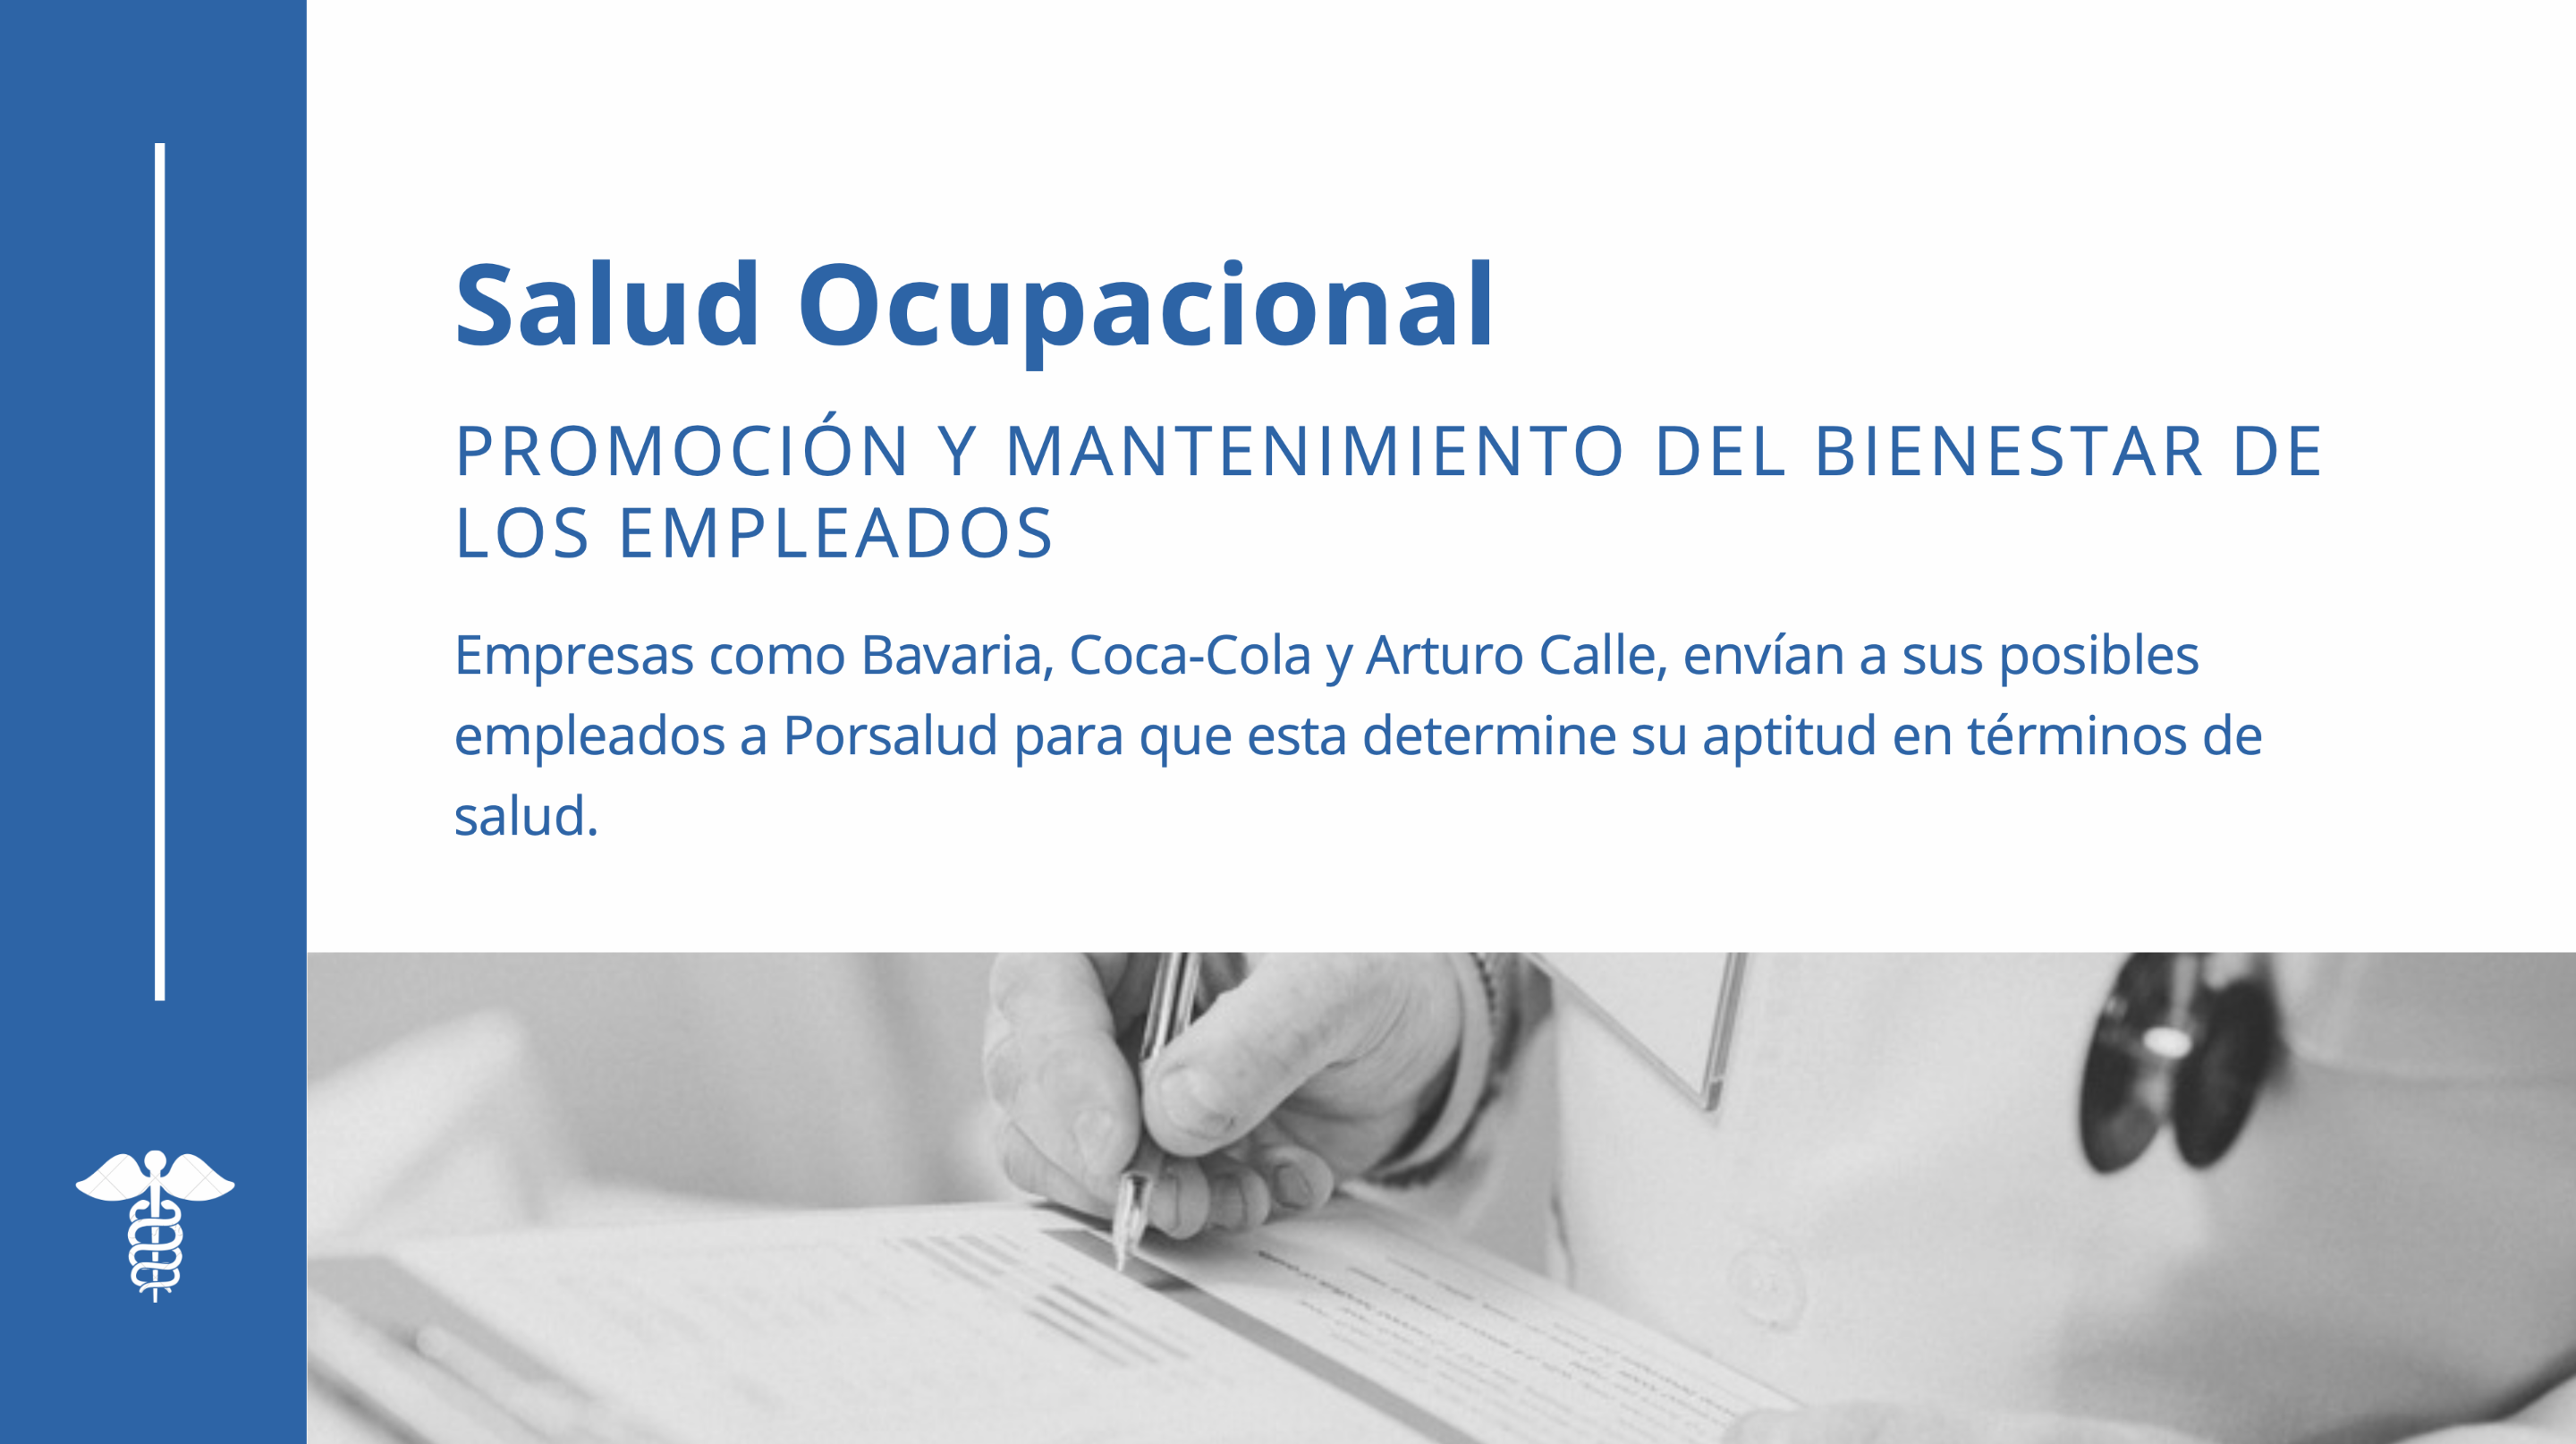 Salud Ocupacional
PROMOCIÓN Y MANTENIMIENTO DEL BIENESTAR DE
LOS EMPLEADOS
Empresas como Bavaria, Coca-Cola y Arturo Calle, envían a sus posibles
empleados a Porsalud para que esta determine su aptitud en términos de
salud.